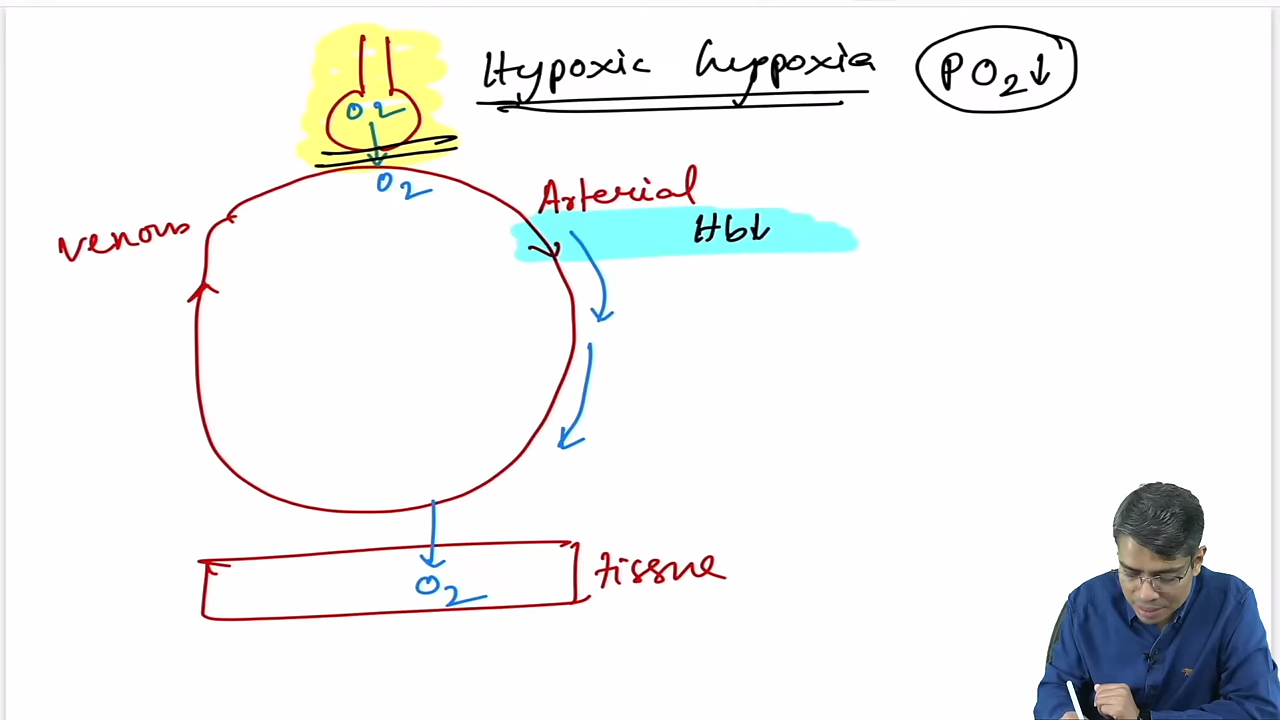 Hypoxic hypoxia PO2↓
O2
O2
Arterial
venous
Hb↓
O2
tissue